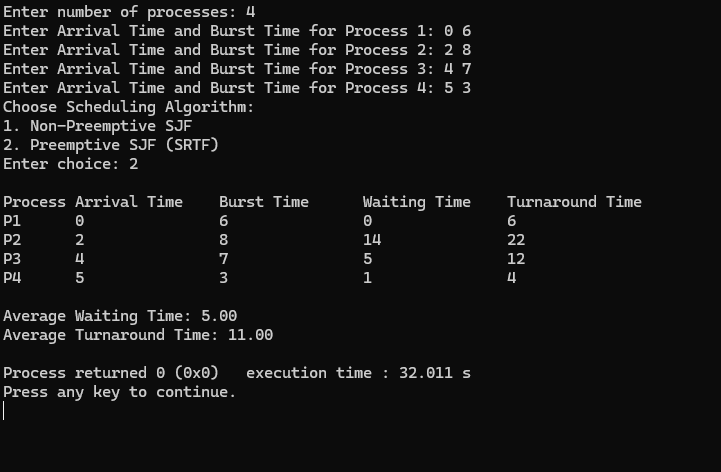 Enter number of processes: 4
Enter Arrival Time and Burst Time for Process 1: 0 6
Enter Arrival Time and Burst Time for Process 2: 2 8
Enter Arrival Time and Burst Time for Process 3: 4 7
Enter Arrival Time and Burst Time for Process 4: 5 3
Choose Scheduling Algorithm:
1. Non-Preemptive SJF
2. Preemptive SJF (SRTF)
Enter choice: 2

Process Arrival Time    Burst Time      Waiting Time    Turnaround Time
P1      0               6               0               6
P2      2               8               14              22
P3      4               7               5               12
P4      5               3               1               4

Average Waiting Time: 5.00
Average Turnaround Time: 11.00

Process returned 0 (0x0)   execution time : 32.011 s
Press any key to continue.